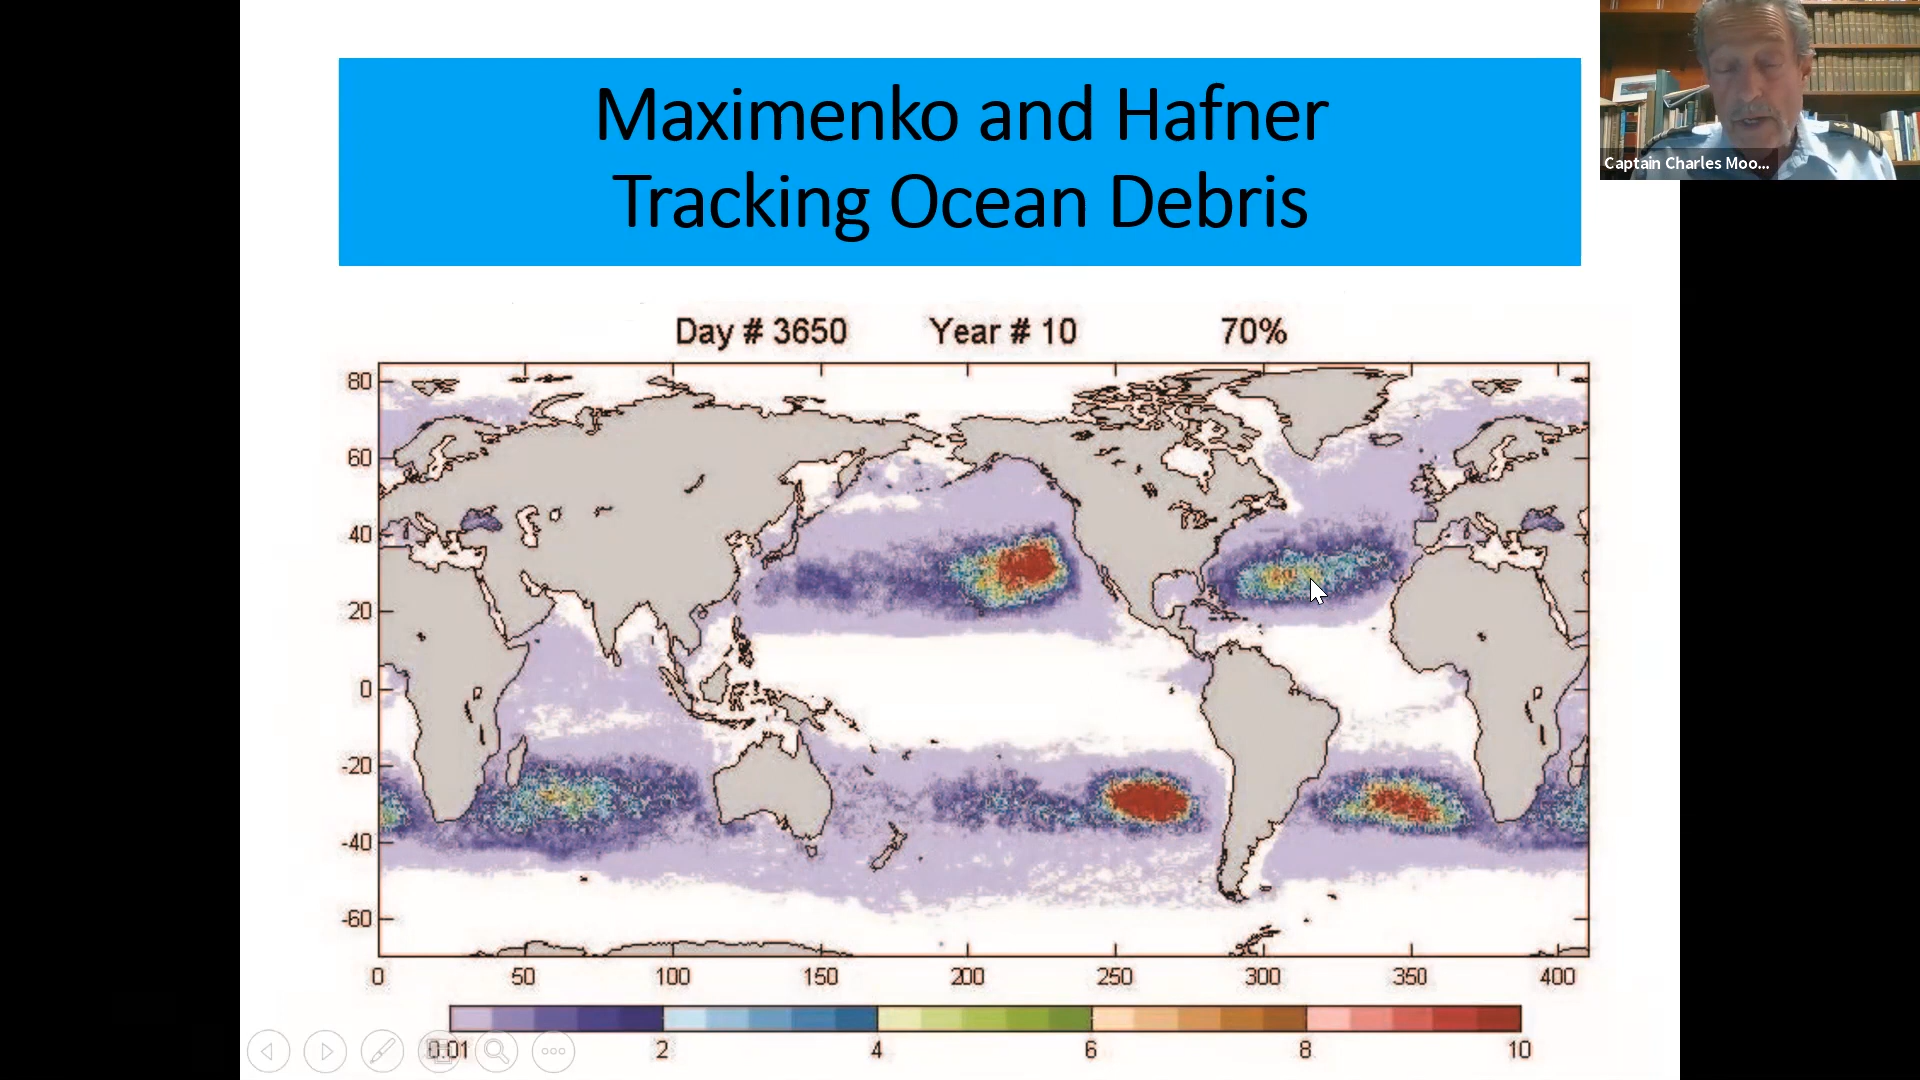 Maximenko and Hafner
Tracking Ocean Debris
Captain Charles Moo...
Day # 3650 Year # 10 70%
80
60
40
20
0
-20
-40
-60
0 50 100 150 200 250 300 350 400
0.01 2 4 6 8 10